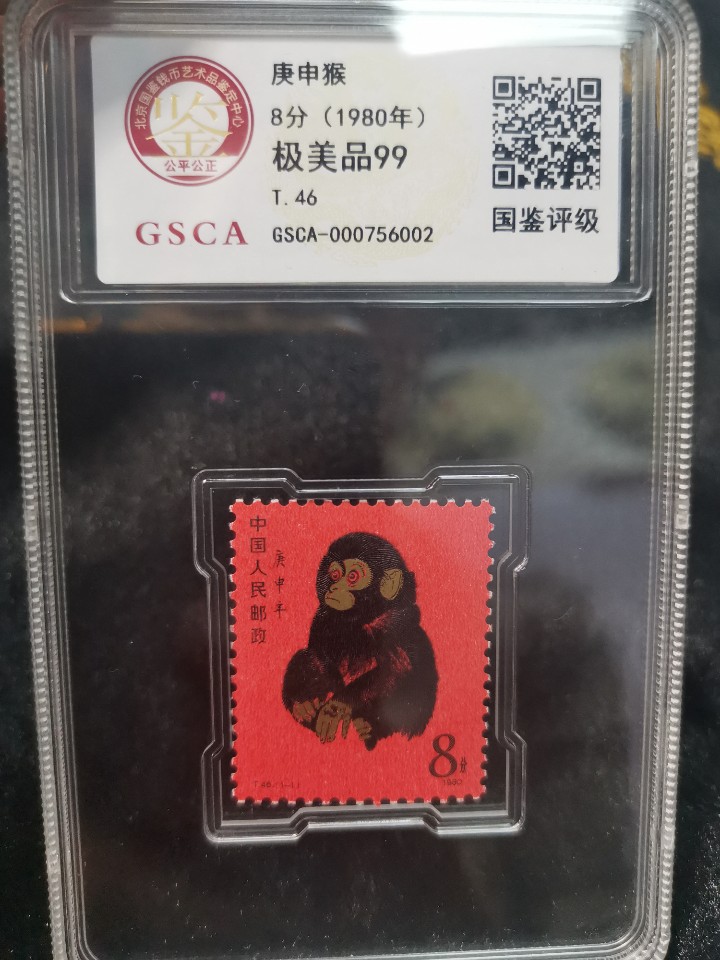 北京国鉴钱币艺术品鉴定中心
鉴
公平公正
GSCA
庚申猴
8分（1980年）
极美品99
T.46
GSCA-000756002
国鉴评级
中国人民邮政
庚申年
8分
1980